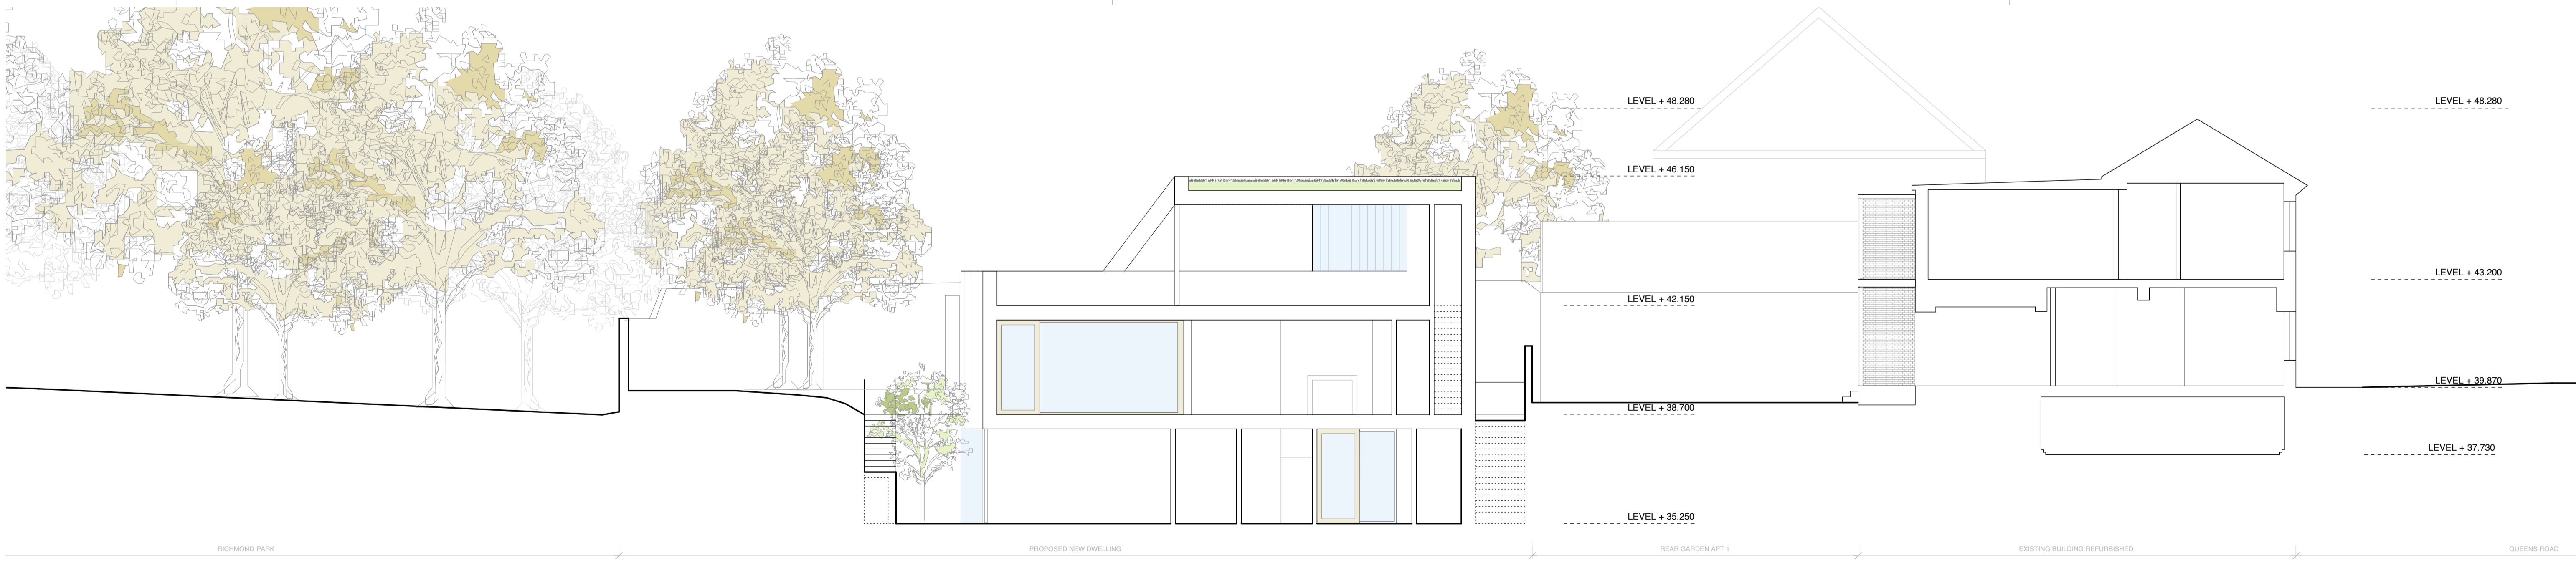 LEVEL + 48.280
LEVEL + 48.280
LEVEL + 46.150
LEVEL + 43.200
LEVEL + 42.150
LEVEL + 39.870
LEVEL + 38.700
LEVEL + 37.730
LEVEL + 35.250
RICHMOND PARK
PROPOSED NEW DWELLING
REAR GARDEN APT 1
EXISTING BUILDING REFURBISHED
QUEENS ROAD